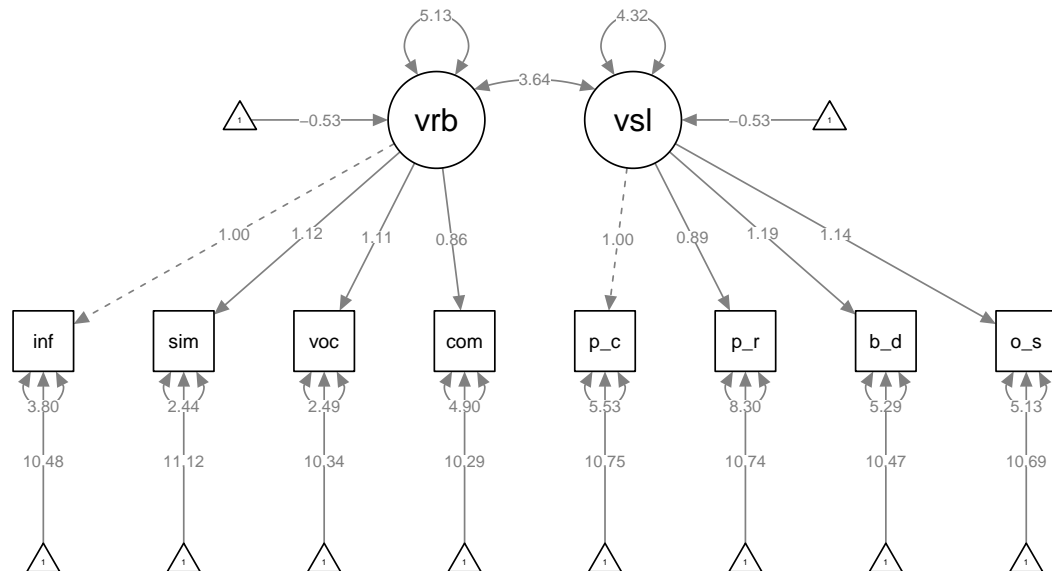 5.13 4.32
3.64
1 −0.53 vrb vsl −0.53 1
1.00 1.12 1.11 0.86 1.00 0.89 1.19 1.14
inf sim voc com p_c p_r b_d o_s
3.80 2.44 2.49 4.90 5.53 8.30 5.29 5.13
10.48 11.12 10.34 10.29 10.75 10.74 10.47 10.69
1 1 1 1 1 1 1 1